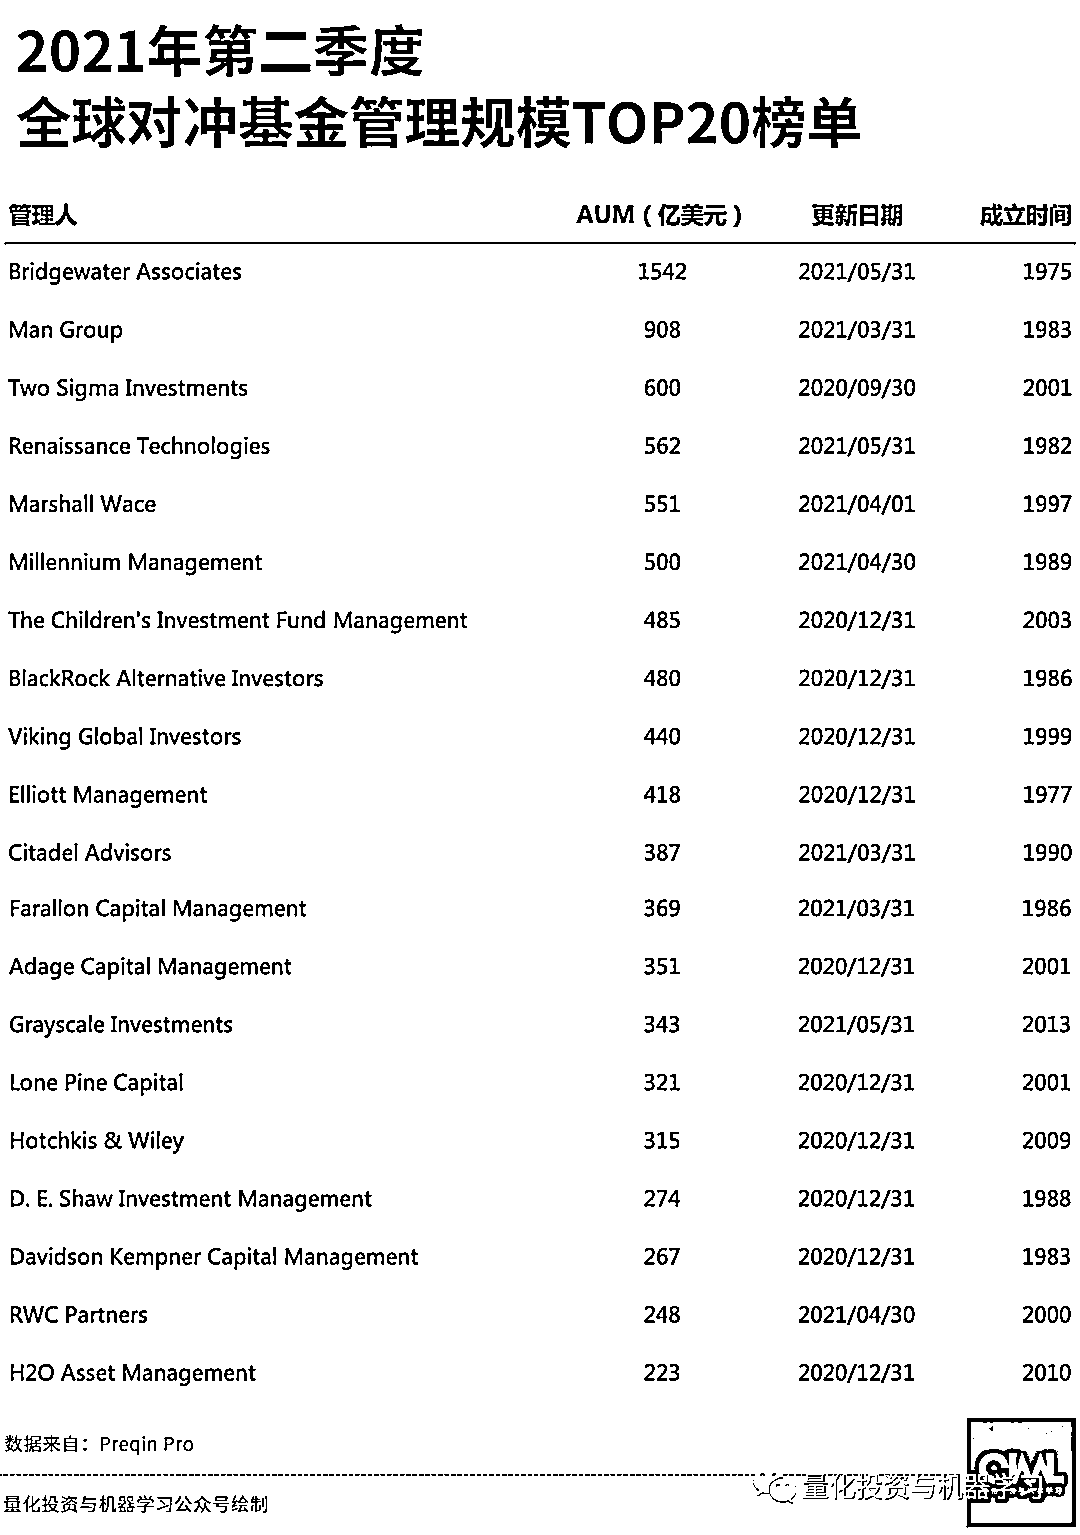 2021年第二季度
全球对冲基金管理规模TOP20榜单
管理人 AUM（亿美元） 更新日期 成立时间
Bridgewater Associates 1542 2021/05/31 1975
Man Group 908 2021/03/31 1983
Two Sigma Investments 600 2020/09/30 2001
Renaissance Technologies 562 2021/05/31 1982
Marshall Wace 551 2021/04/01 1997
Millennium Management 500 2021/04/30 1989
The Children's Investment Fund Management 485 2020/12/31 2003
BlackRock Alternative Investors 480 2020/12/31 1986
Viking Global Investors 440 2020/12/31 1999
Elliott Management 418 2020/12/31 1977
Citadel Advisors 387 2021/03/31 1990
Farallon Capital Management 369 2021/03/31 1986
Adage Capital Management 351 2020/12/31 2001
Grayscale Investments 343 2021/05/31 2013
Lone Pine Capital 321 2020/12/31 2001
Hotchkis & Wiley 315 2020/12/31 2009
D. E. Shaw Investment Management 274 2020/12/31 1988
Davidson Kempner Capital Management 267 2020/12/31 1983
RWC Partners 248 2021/04/30 2000
H2O Asset Management 223 2020/12/31 2010
数据来自：Preqin Pro
QIML
量化投资与机器学习
量化投资与机器学习公众号绘制